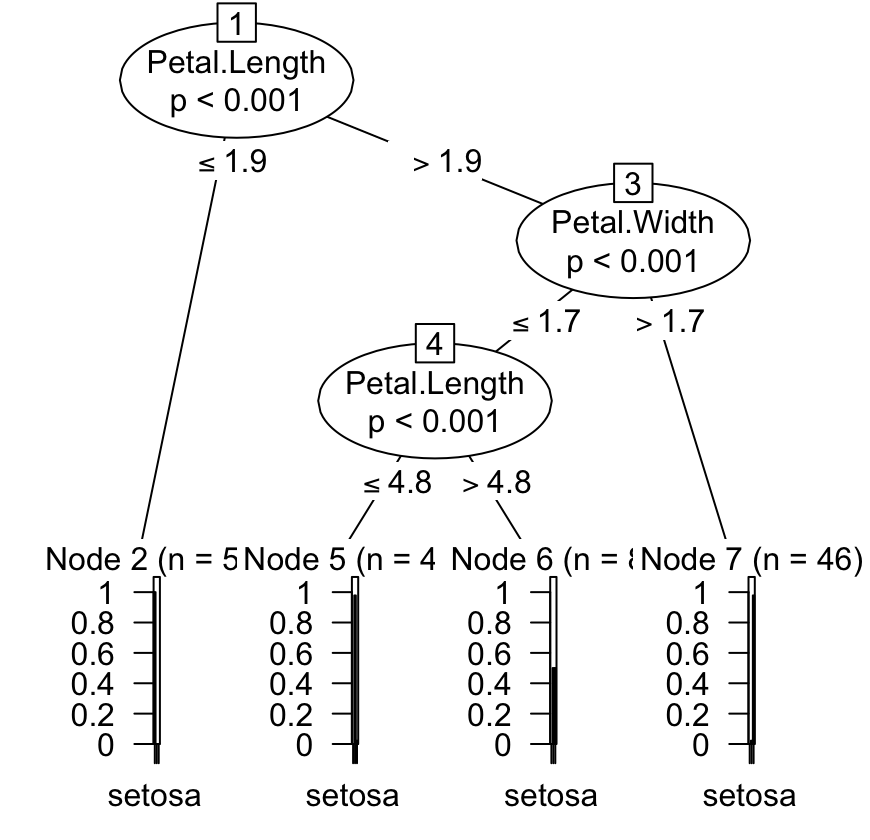 1
Petal.Length
p < 0.001
≤ 1.9
> 1.9
3
Petal.Width
p < 0.001
≤ 1.7
> 1.7
4
Petal.Length
p < 0.001
≤ 4.8
> 4.8
Node 2 (n = 5
Node 5 (n = 4
Node 6 (n =
Node 7 (n = 46)
1
0.8
0.6
0.4
0.2
0
setosa
1
0.8
0.6
0.4
0.2
0
setosa
1
0.8
0.6
0.4
0.2
0
setosa
1
0.8
0.6
0.4
0.2
0
setosa